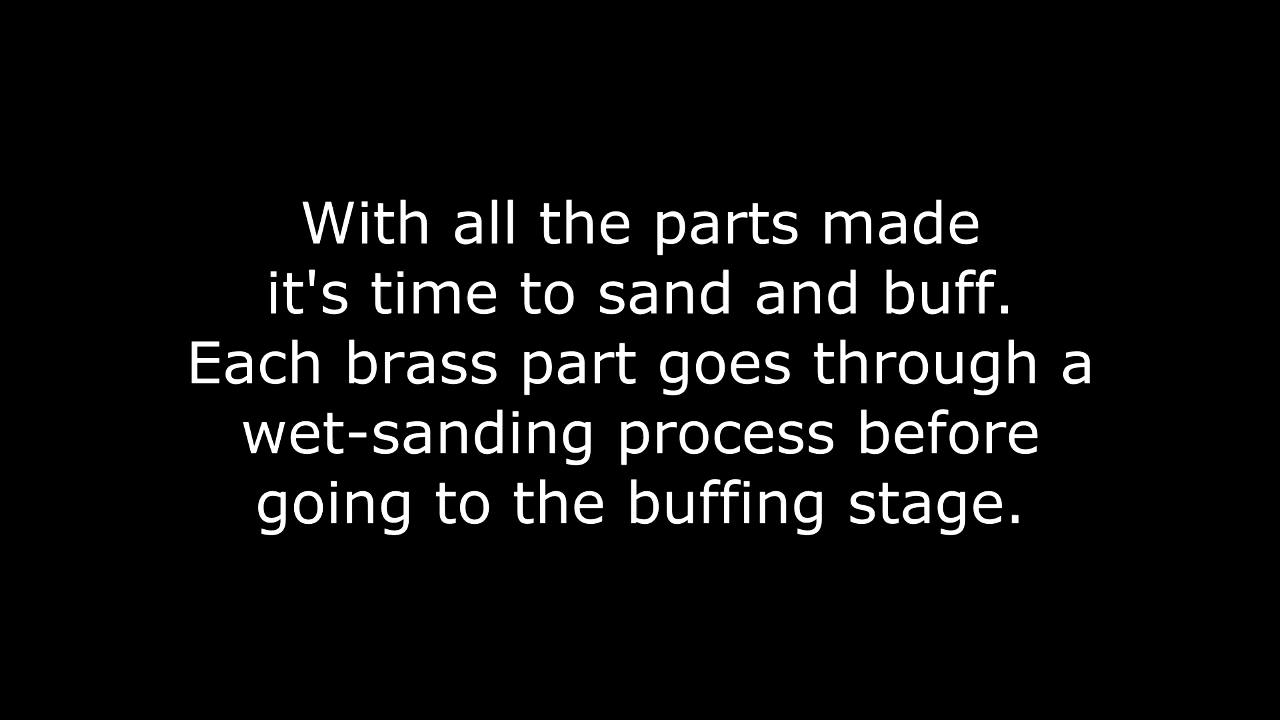 With all the parts made
it's time to sand and buff.
Each brass part goes through a
wet-sanding process before
going to the buffing stage.